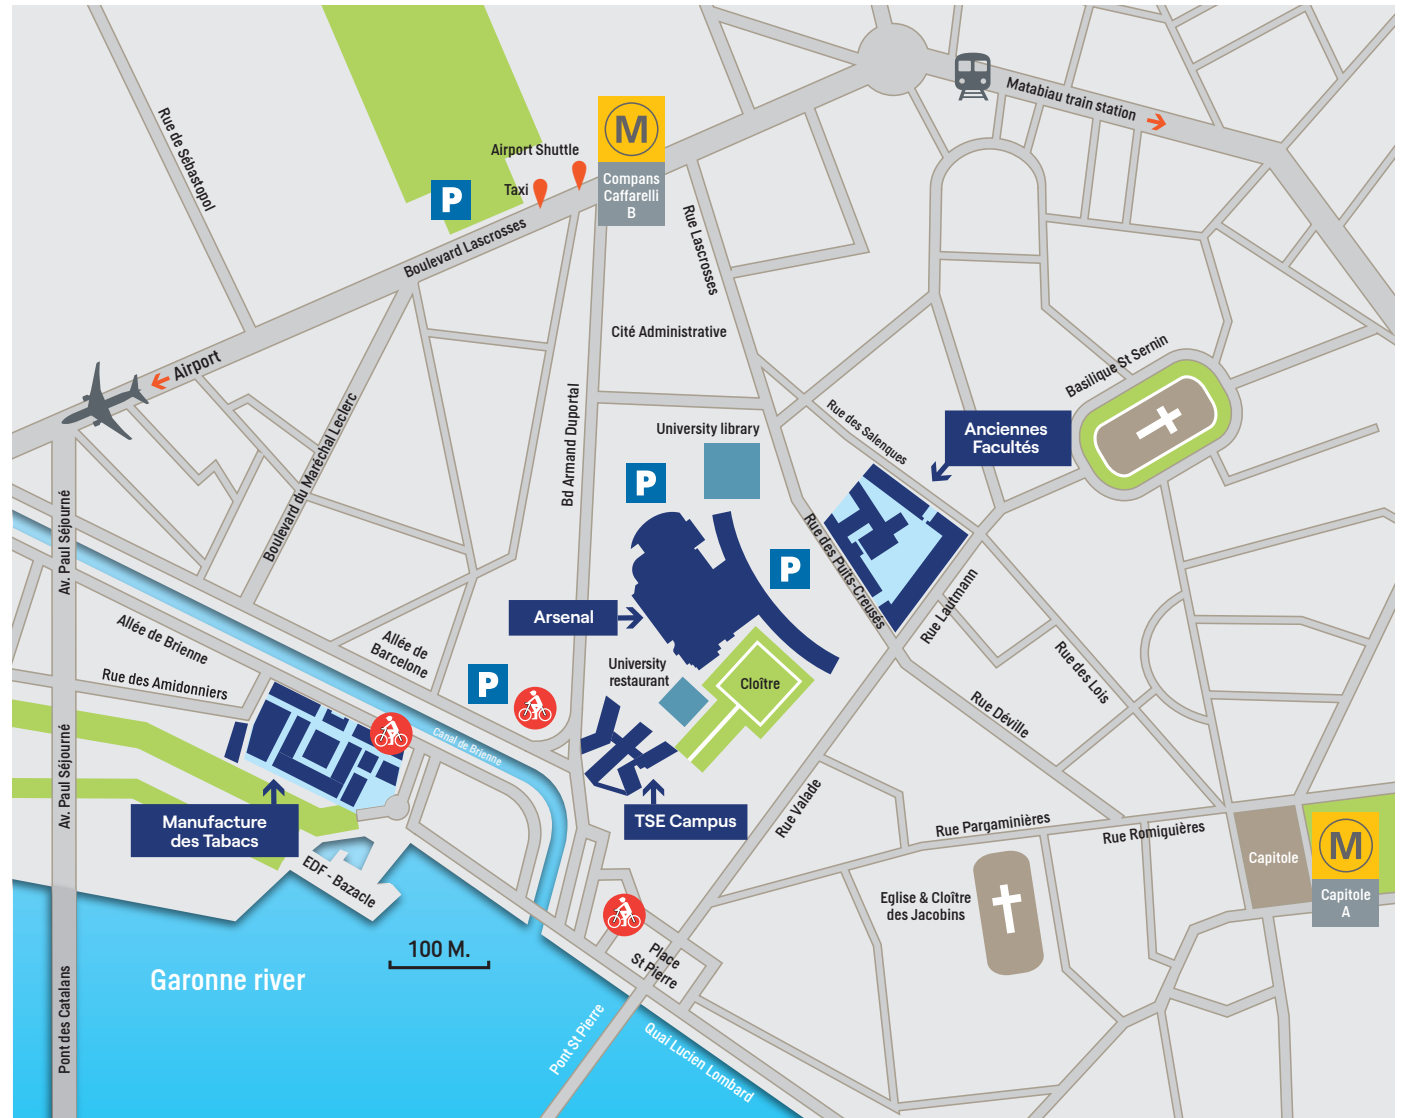 Matabiau train station
Rue de Sébastopol
M
Compans
Caffarelli
B
Airport Shuttle
Taxi
P
Boulevard Lascrosses
Rue Lascrosses
Cité Administrative
Airport
Basilique St Sernin
Boulevard du Maréchal Leclerc
Bd Armand Duportal
Rue des Salenques
Anciennes
Facultés
University library
P
P
Av. Paul Séjourné
Rue des Puits-Creusés
Rue Lautmann
Arsenal
Allée de Brienne
Allée de
Barcelone
Rue des Amidonniers
P
University
restaurant
Cloître
Rue des Lois
Rue Déville
Canal de Brienne
Av. Paul Séjourné
Manufacture
des Tabacs
TSE Campus
Rue Valade
Rue Pargaminières
Rue Romiguières
Capitole
M
Capitole
A
EDF - Bazacle
Eglise & Cloître
des Jacobins
100 M.
Place
St Pierre
Garonne river
Pont des Catalans
Pont St Pierre
Quai Lucien Lombard